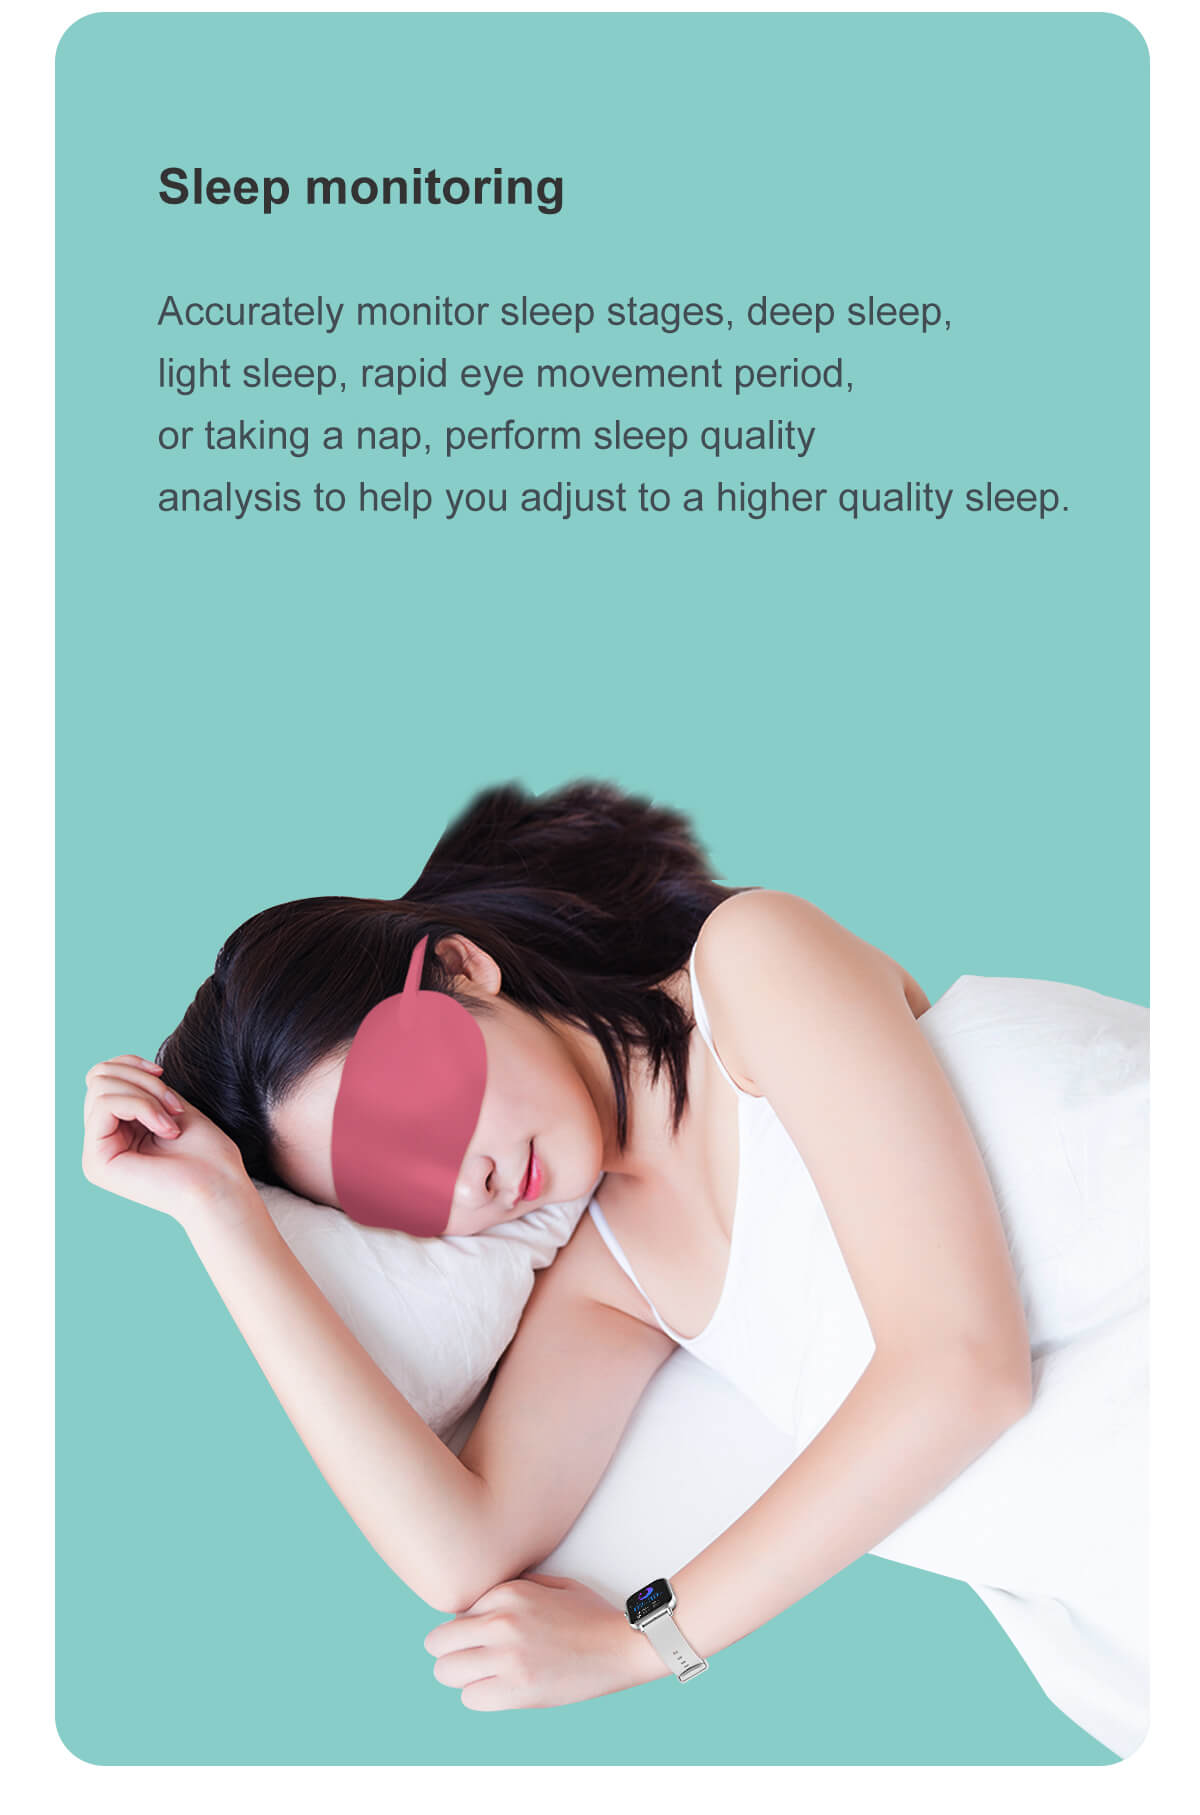 Sleep monitoring
Accurately monitor sleep stages, deep sleep,
light sleep, rapid eye movement period,
or taking a nap, perform sleep quality
analysis to help you adjust to a higher quality sleep.